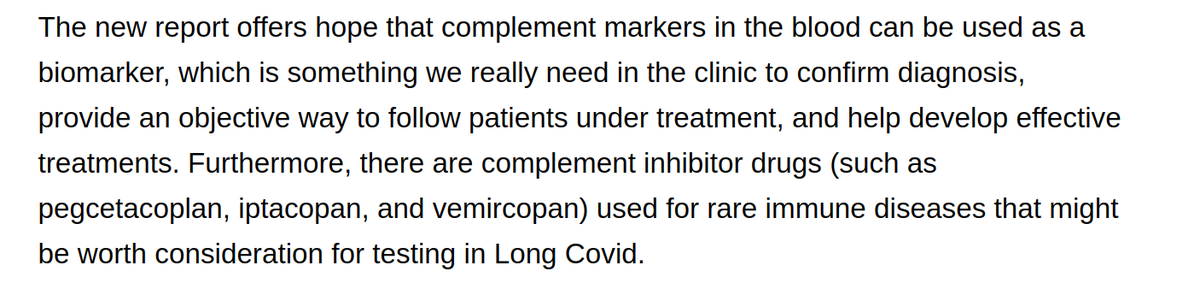 The new report offers hope that complement markers in the blood can be used as a
biomarker, which is something we really need in the clinic to confirm diagnosis,
provide an objective way to follow patients under treatment, and help develop effective
treatments. Furthermore, there are complement inhibitor drugs (such as
pegcetacoplan, iptacopan, and vemircopan) used for rare immune diseases that might
be worth consideration for testing in Long Covid.